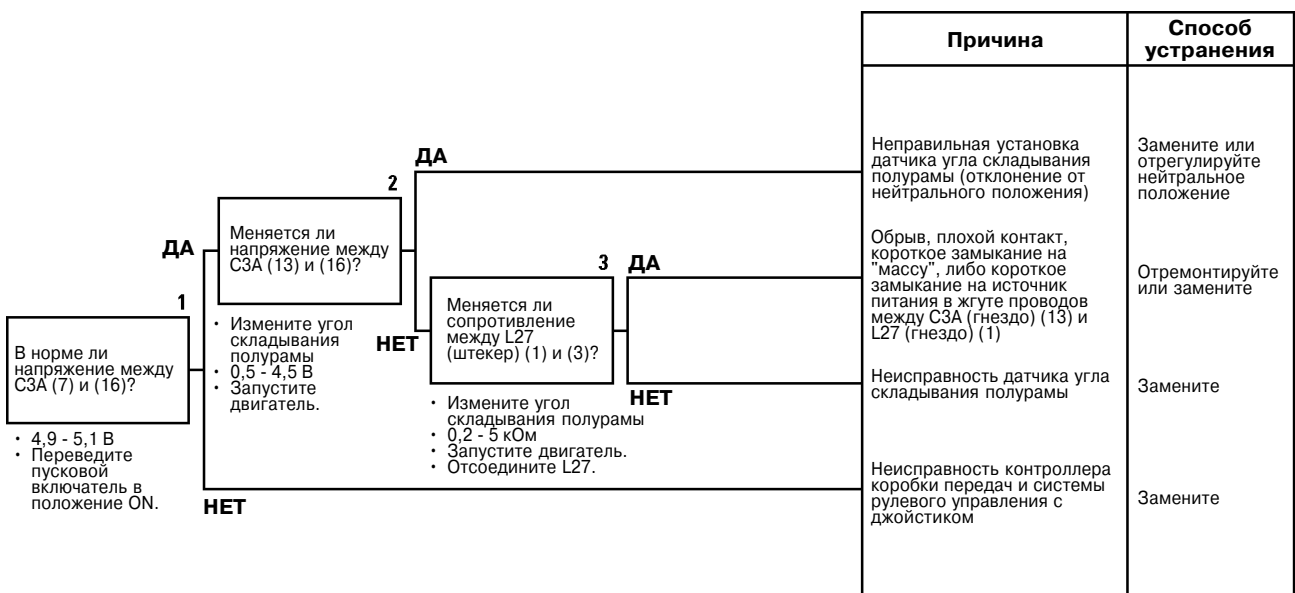 Причина
Способ
устранения
Неправильная установка
датчика угла складывания
полурамы (отклонение от
нейтрального положения)
Замените или
отрегулируйте
нейтральное
положение
ДА
2
Меняется ли
напряжение между
СЗА (13) и (16)?
ДА
Обрыв, плохой контакт,
короткое замыкание на
"массу", либо короткое
замыкание на источник
питания в жгуте проводов
между СЗА (гнездо) (13) и
L27 (гнездо) (1)
Отремонтируйте
или замените
3
ДА
1
Меняется ли
сопротивление
между L27
(штекер) (1) и (3)?
• Измените угол
складывания
полурамы
• 0,5 - 4,5 В
• Запустите
двигатель.
НЕТ
В норме ли
напряжение между
СЗА (7) и (16)?
Неисправность датчика угла
складывания полурамы
Замените
НЕТ
• Измените угол
складывания полурамы
• 0,2 - 5 кОм
• Запустите двигатель.
• Отсоедините L27.
• 4,9 - 5,1 В
• Переведите
пусковой
включатель в
положение ON.
НЕТ
Неисправность контроллера
коробки передач и системы
рулевого управления с
джойстиком
Замените